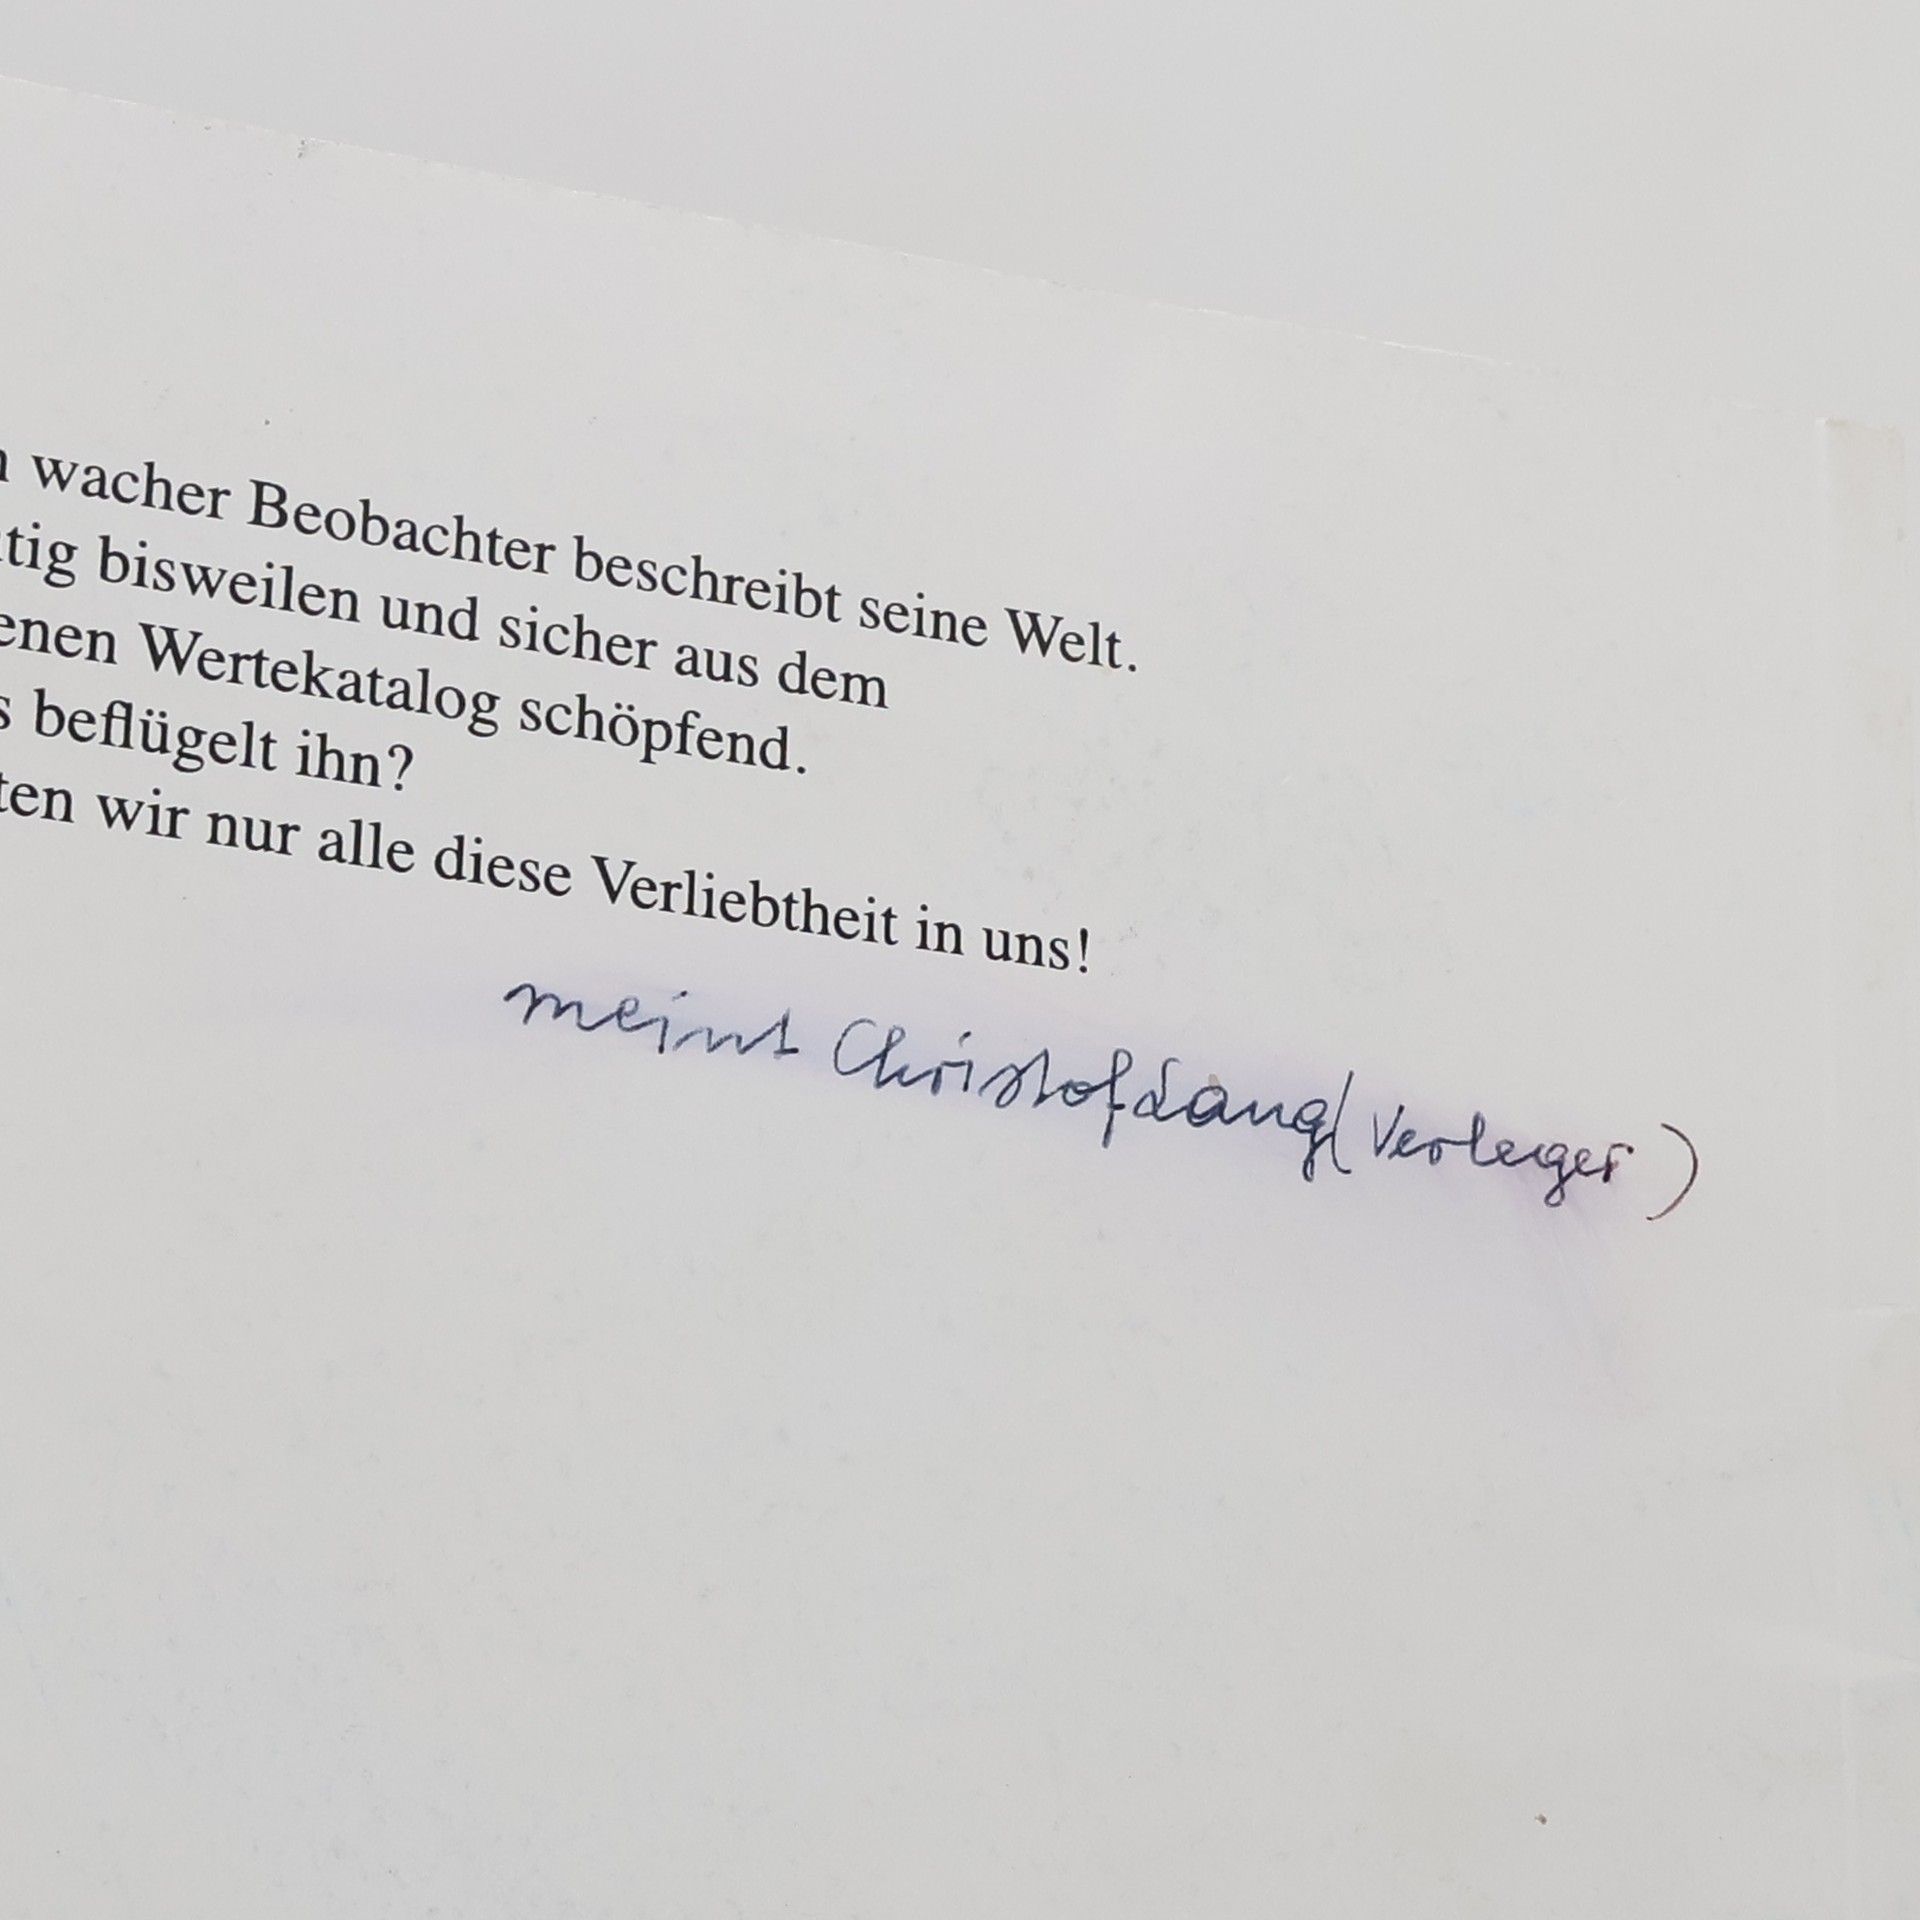 wacher Beobachter beschreibt seine Welt.
tig bisweilen und sicher aus dem
enen Wertekatalog schöpfend.
s beflügelt ihn?
ten wir nur alle diese Verliebtheit in uns!
meint Christof Lang (Verleger)